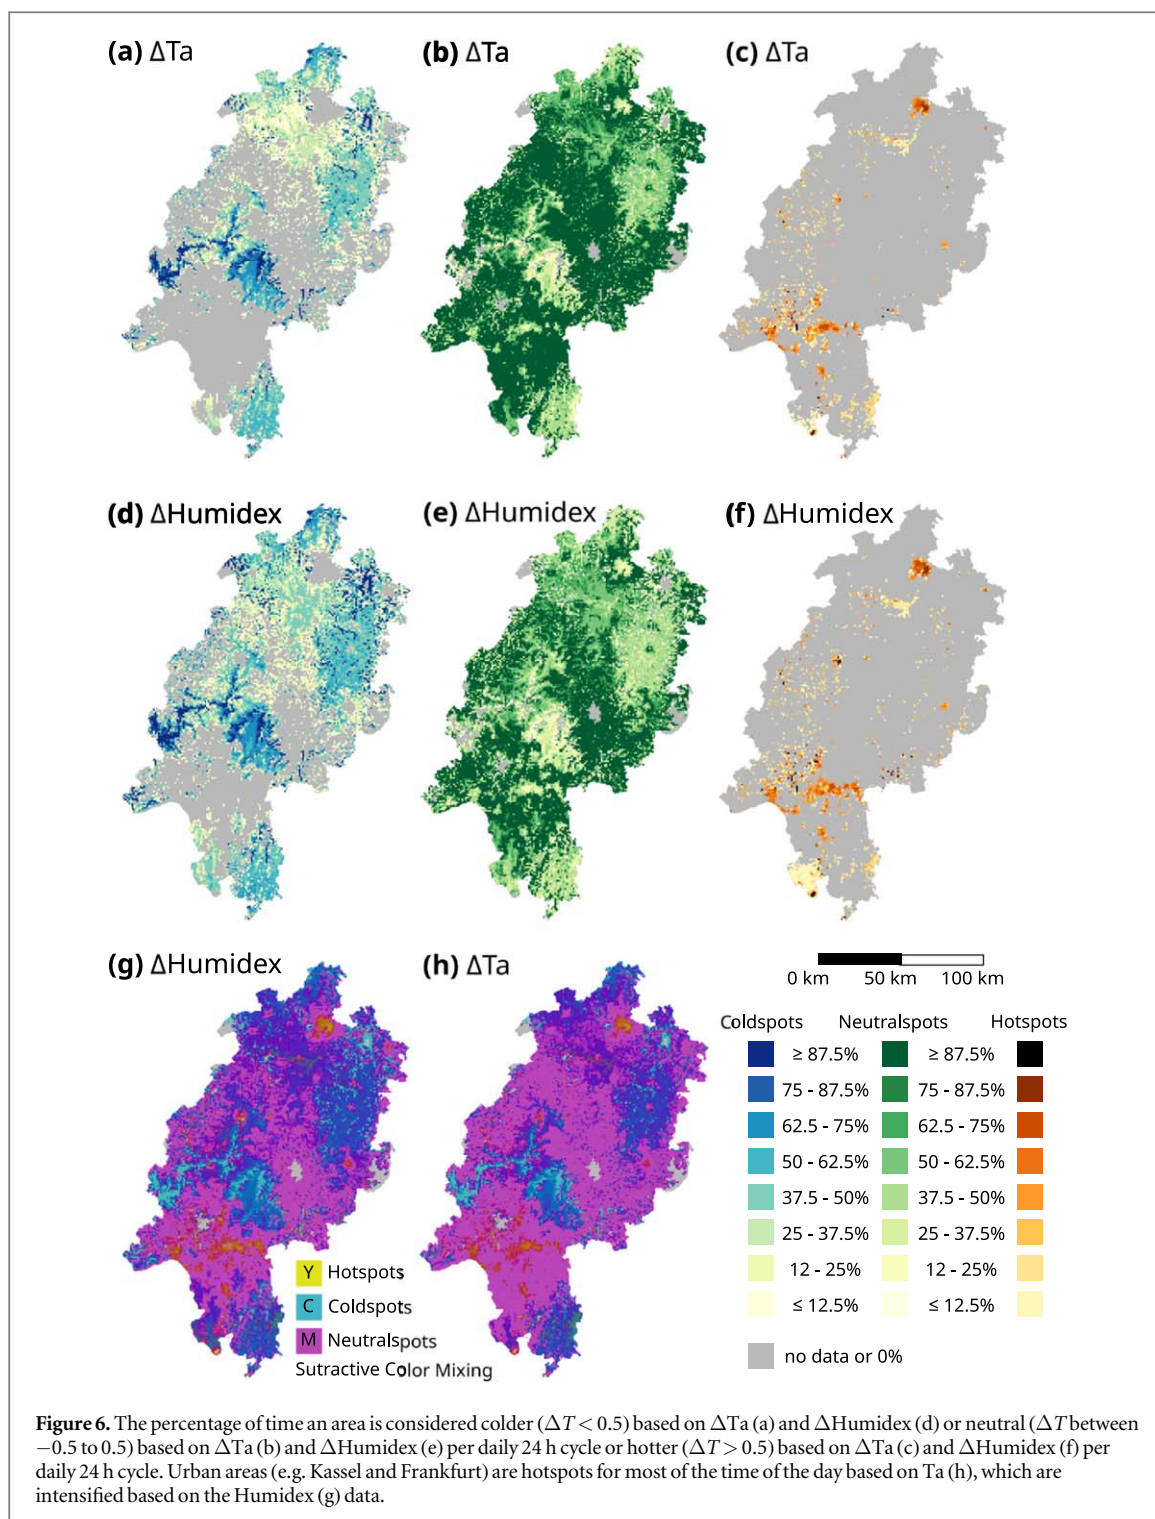 (a) ΔTa
(b) ΔTa
(c) ΔTa
(d) ΔHumidex
(e) ΔHumidex
(f) ΔHumidex
(g) ΔHumidex
(h) ΔTa
0 km 50 km 100 km
Coldspots Neutralspots Hotspots
≥ 87.5% ≥ 87.5%
75 - 87.5% 75 - 87.5%
62.5 - 75% 62.5 - 75%
50 - 62.5% 50 - 62.5%
37.5 - 50% 37.5 - 50%
25 - 37.5% 25 - 37.5%
12 - 25% 12 - 25%
≤ 12.5% ≤ 12.5%
no data or 0%
Y Hotspots
C Coldspots
M Neutralspots
Sutractive Color Mixing
Figure 6. The percentage of time an area is considered colder (ΔT < 0.5) based on ΔTa (a) and ΔHumidex (d) or neutral (ΔT between
−0.5 to 0.5) based on ΔTa (b) and ΔHumidex (e) per daily 24 h cycle or hotter (ΔT > 0.5) based on ΔTa (c) and ΔHumidex (f) per
daily 24 h cycle. Urban areas (e.g. Kassel and Frankfurt) are hotspots for most of the time of the day based on Ta (h), which are
intensified based on the Humidex (g) data.